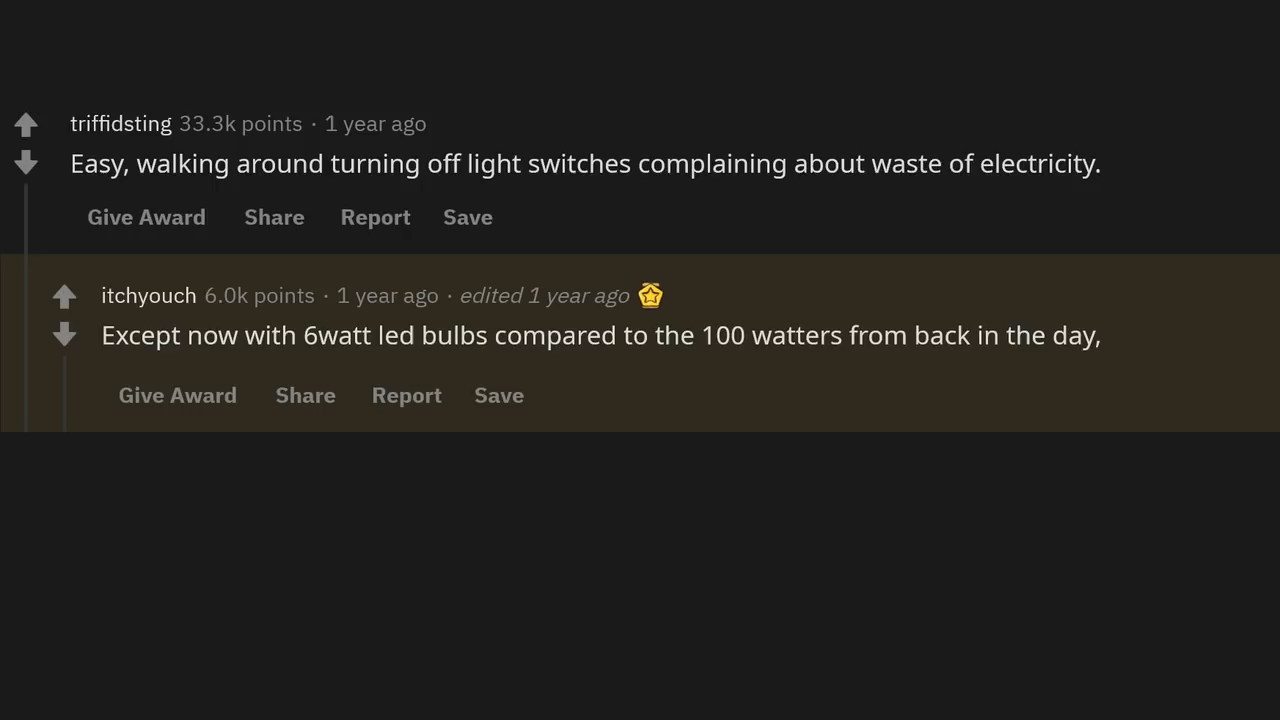 triffidsting 33.3k points · 1 year ago
Easy, walking around turning off light switches complaining about waste of electricity.
Give Award Share Report Save
itchyouch 6.0k points · 1 year ago · edited 1 year ago
Except now with 6watt led bulbs compared to the 100 watters from back in the day,
Give Award Share Report Save